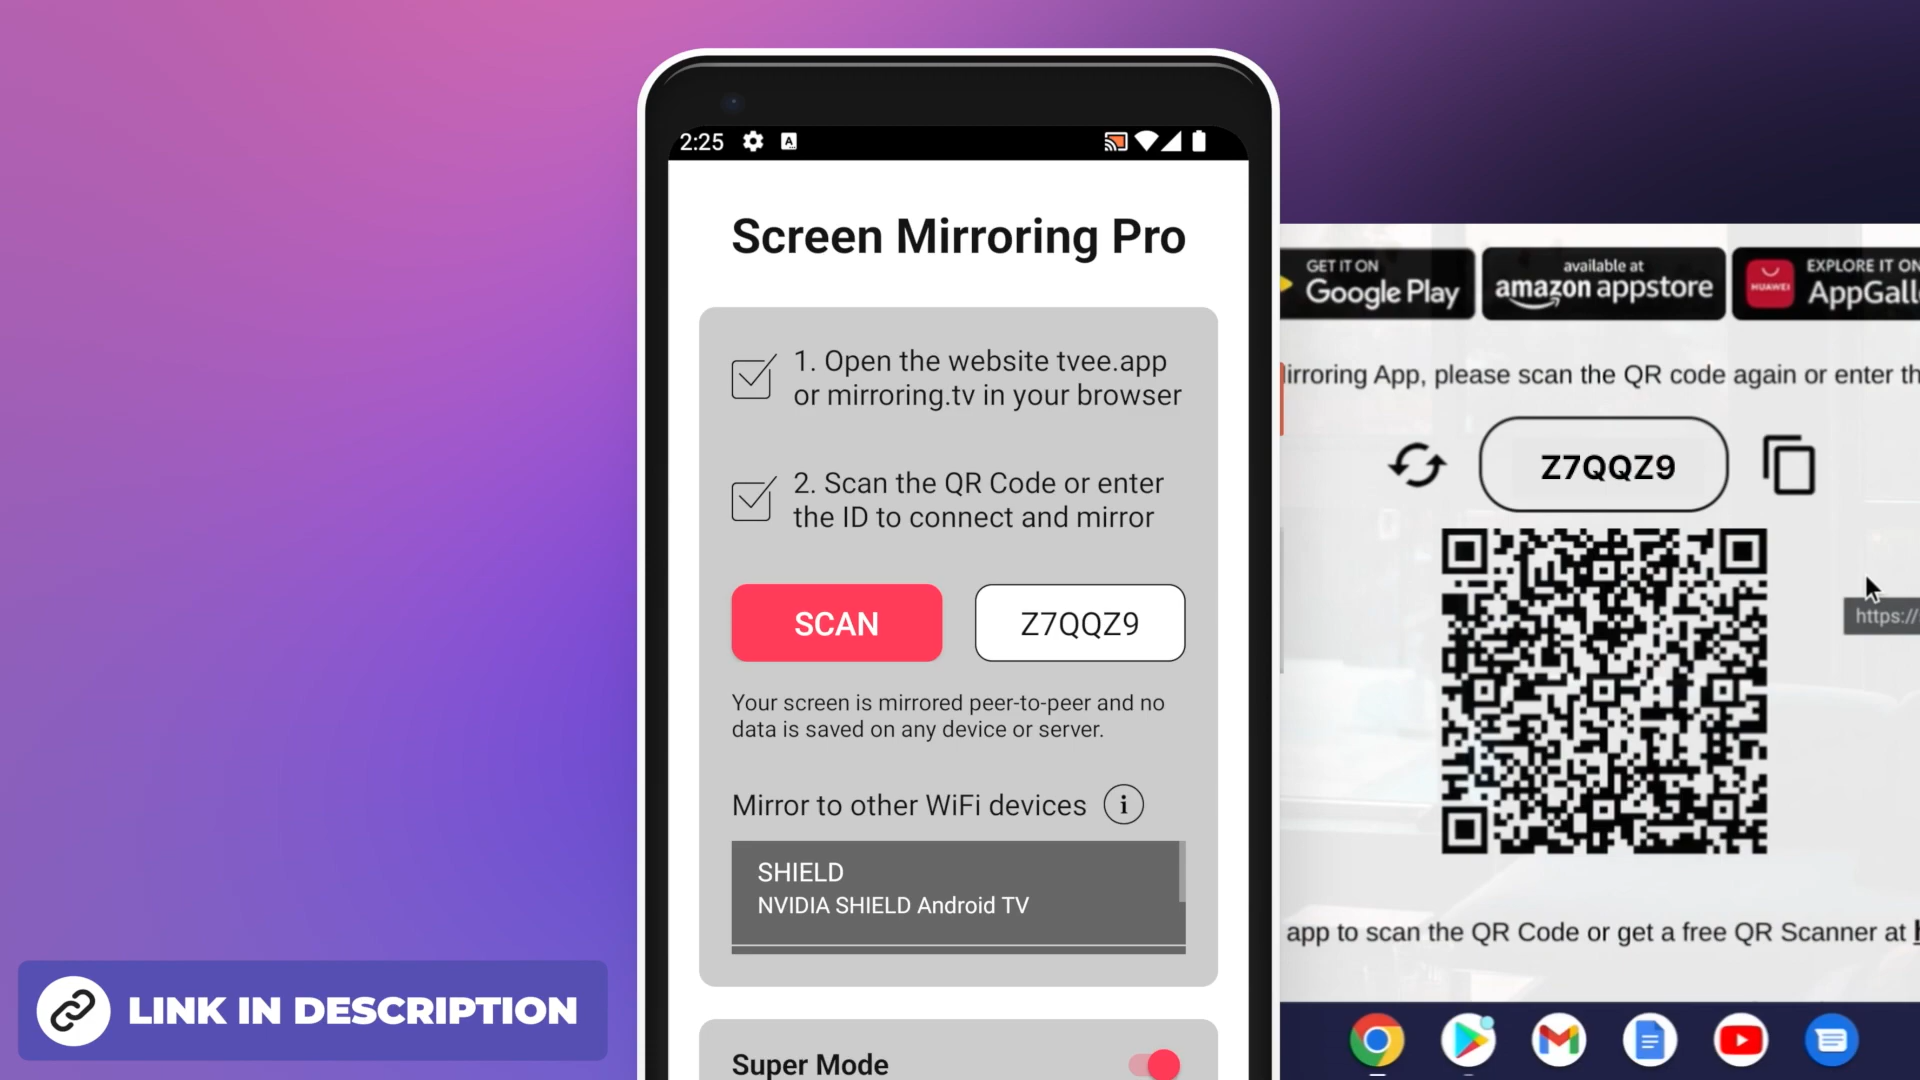 2:25
A
Screen Mirroring Pro
1. Open the website tvee.app
or mirroring.tv in your browser
2. Scan the QR Code or enter
the ID to connect and mirror
SCAN
Z7QQZ9
Your screen is mirrored peer-to-peer and no
data is saved on any device or server.
Mirror to other WiFi devices
i
SHIELD
NVIDIA SHIELD Android TV
Super Mode
LINK IN DESCRIPTION
GET IT ON
Google Play
available at
amazon appstore
HUAWEI
EXPLORE IT ON
AppGall
irroring App, please scan the QR code again or enter th
Z7QQZ9
https://
app to scan the QR Code or get a free QR Scanner at